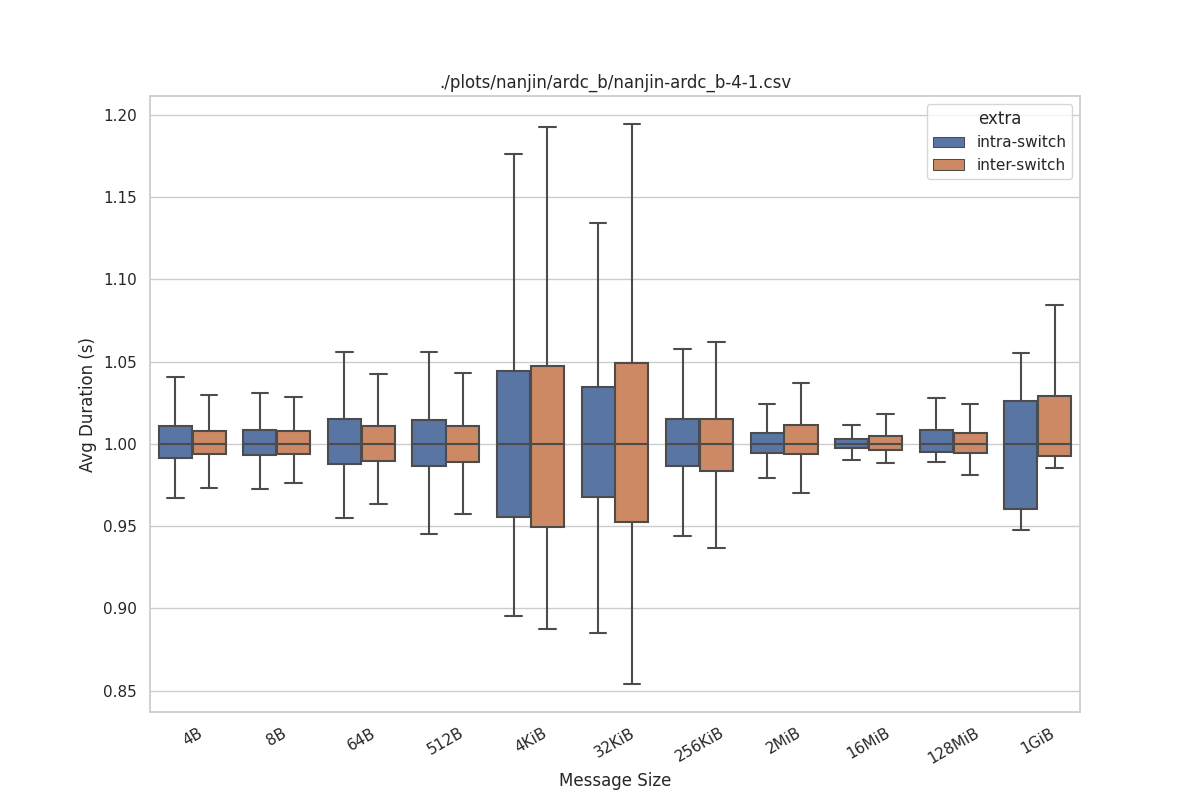 ./plots/nanjin/ardc_b/nanjin-ardc_b-4-1.csv
extra
intra-switch
inter-switch
Avg Duration (s)
1.20
1.15
1.10
1.05
1.00
0.95
0.90
0.85
4B
8B
64B
512B
4KiB
32KiB
256KiB
2MiB
16MiB
128MiB
1GiB
Message Size